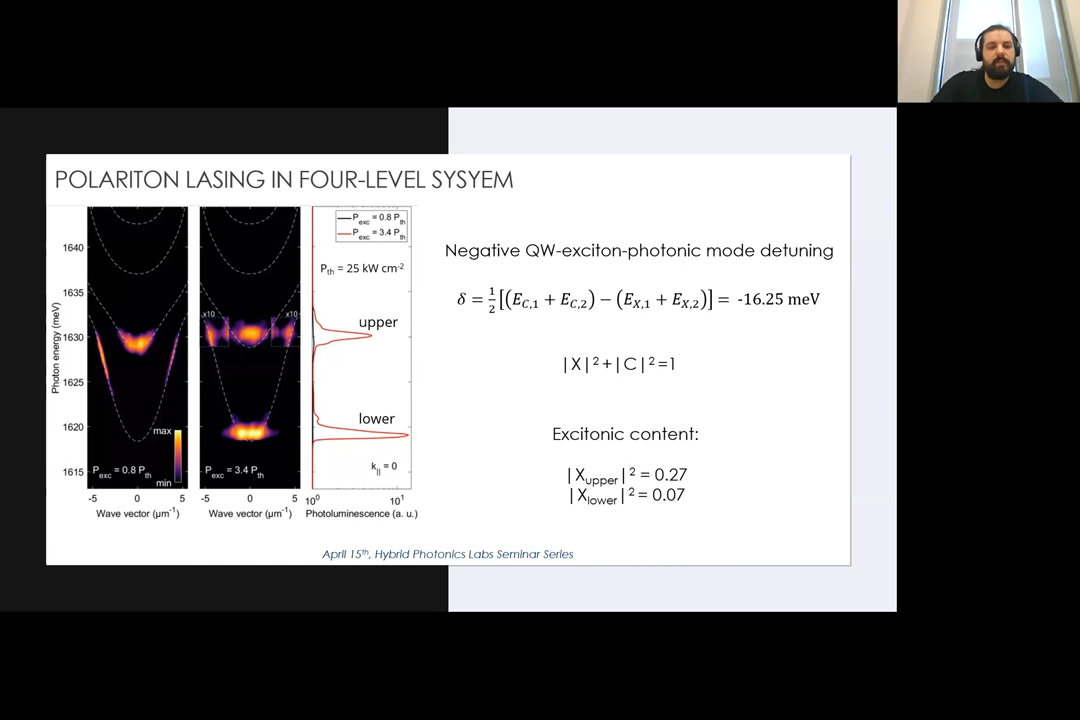 POLARITON LASING IN FOUR-LEVEL SYSYEM
Photon energy (meV)
1640
1635
1630
1625
1620
1615
max
min
P_exc = 0.8 P_th
-5 0 5
Wave vector (μm⁻¹)
x10 x10
P_exc = 3.4 P_th
-5 0 5
Wave vector (μm⁻¹)
P_exc = 0.8 P_th
P_exc = 3.4 P_th
P_th = 25 kW cm⁻²
upper
lower
k_|| = 0
10⁰ 10¹
Photoluminescence (a. u.)
Negative QW-exciton-photonic mode detuning
δ = 1/2 [(E_C,1 + E_C,2) − (E_X,1 + E_X,2)] = -16.25 meV
|X|²+|C|²=1
Excitonic content:
|X_upper|² = 0.27
|X_lower|² = 0.07
April 15th, Hybrid Photonics Labs Seminar Series